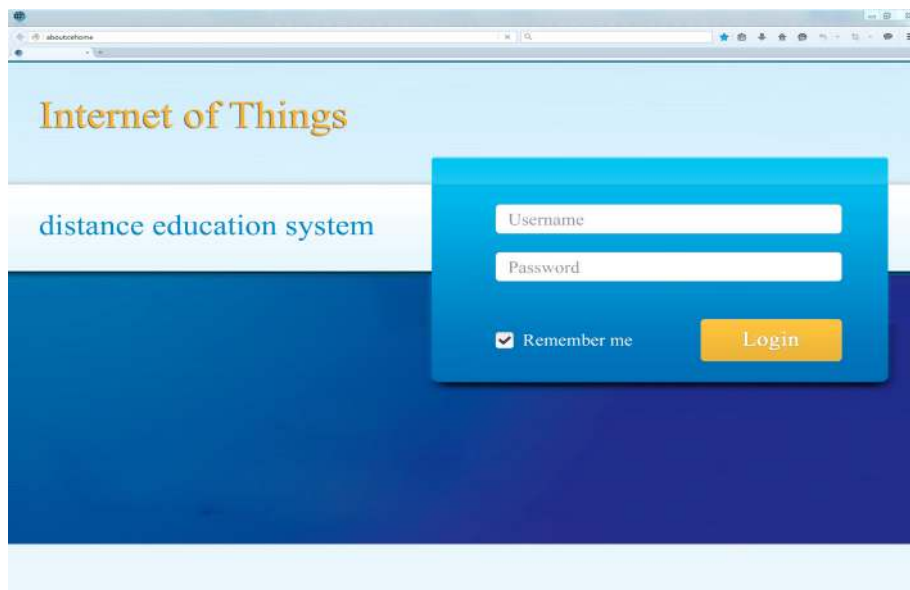 Internet of Things
distance education system
Username
Password
Remember me
Login